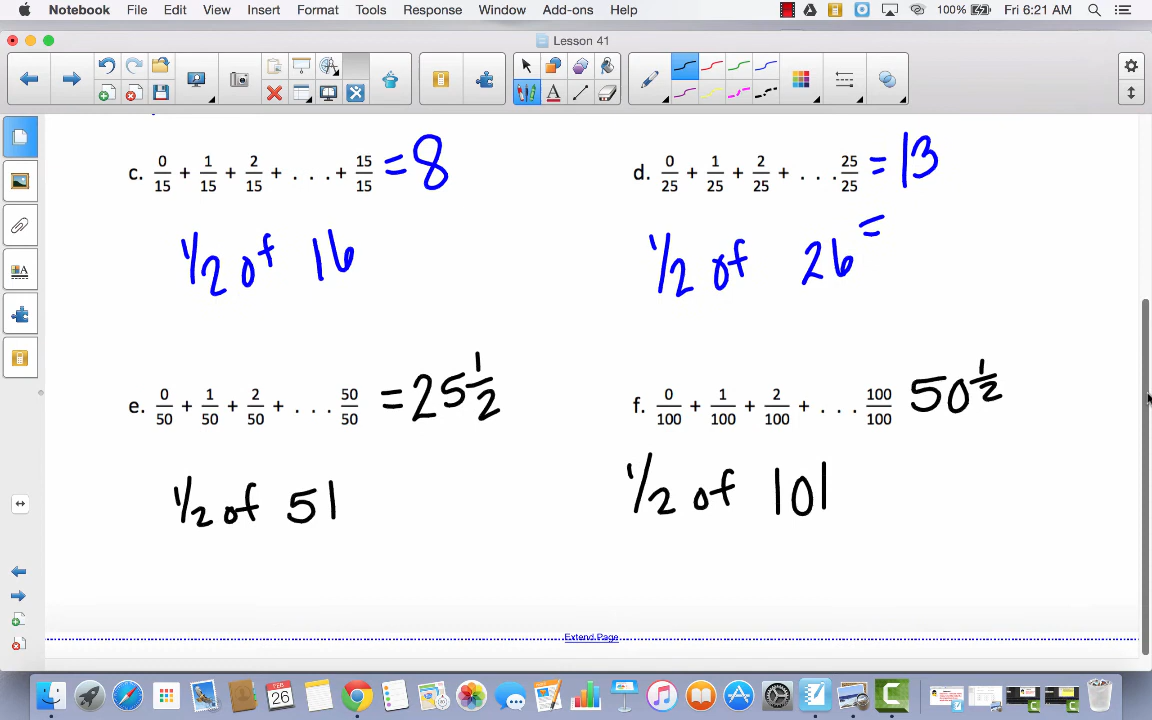 Notebook File Edit View Insert Format Tools Response Window Add-ons Help 100% Fri 6:21 AM
Lesson 41
c. 0/15 + 1/15 + 2/15 + . . . + 15/15 = 8
d. 0/25 + 1/25 + 2/25 + . . . 25/25 = 13
1/2 of 16
1/2 of 26 =
e. 0/50 + 1/50 + 2/50 + . . . 50/50 = 25 1/2
f. 0/100 + 1/100 + 2/100 + . . . 100/100 50 1/2
1/2 of 51
1/2 of 101
Extend Page
FEB
26